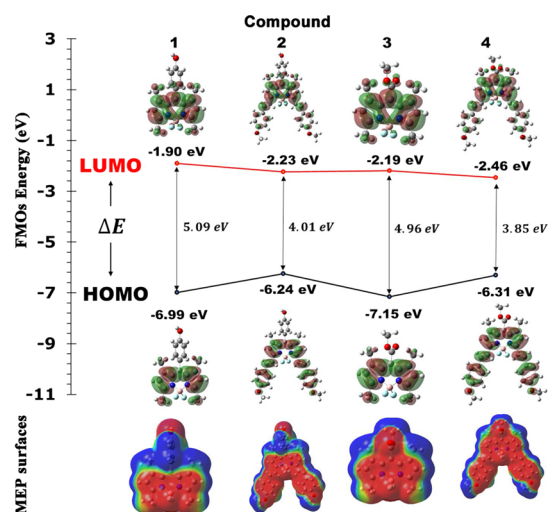 Compound
1 2 3 4
3
1
-1
-3
-5
-7
-9
-11
FMOs Energy (eV)
-1.90 eV -2.23 eV -2.19 eV -2.46 eV
LUMO
ΔE
5.09 eV 4.01 eV 4.96 eV 3.85 eV
HOMO
-6.99 eV -6.24 eV -7.15 eV -6.31 eV
MEP surfaces